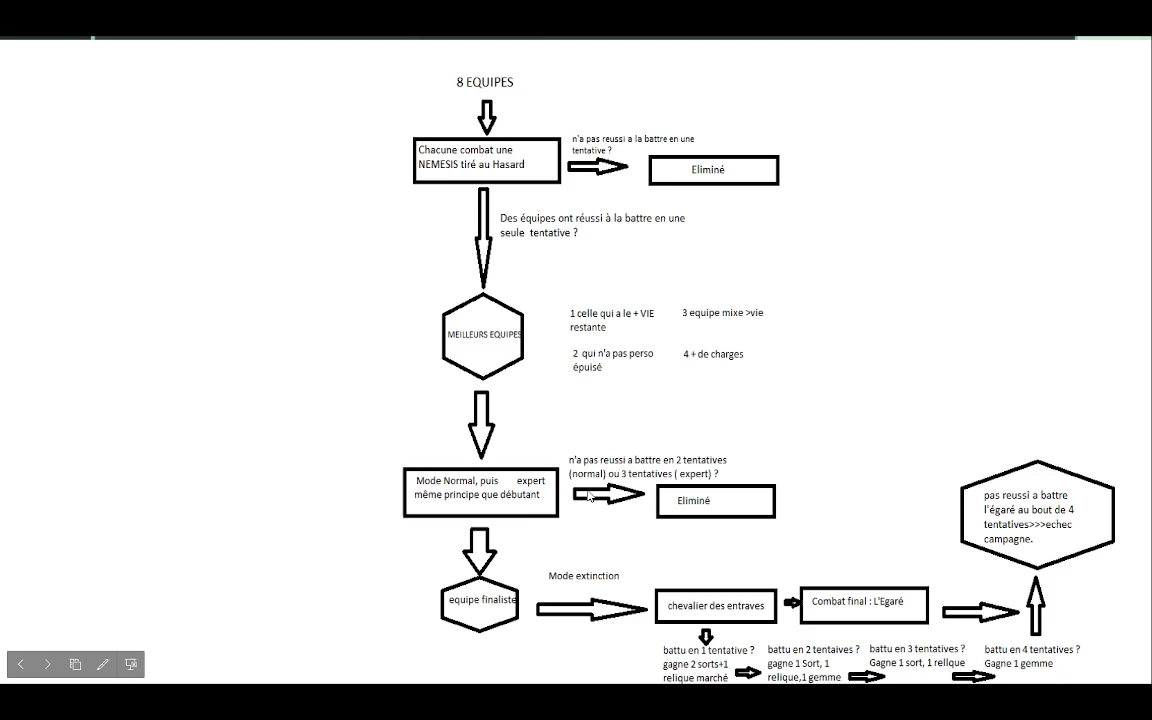 8 EQUIPES
Chacune combat une
NEMESIS tiré au Hasard
n'a pas reussi a la battre en une
tentative ?
Eliminé
Des équipes ont réussi à la battre en une
seule tentative ?
MEILLEURS EQUIPES
1 celle qui a le + VIE
restante
3 equipe mixe >vie
2 qui n'a pas perso
épuisé
4 + de charges
n'a pas reussi a battre en 2 tentatives
(normal) ou 3 tentatives ( expert) ?
Mode Normal, puis expert
même principe que débutant
Eliminé
pas reussi a battre
l'égaré au bout de 4
tentatives>>>echec
campagne.
Mode extinction
equipe finaliste
chevalier des entraves
Combat final : L'Egaré
battu en 1 tentative ?
gagne 2 sorts+1
relique marché
battu en 2 tentaives ?
gagne 1 Sort, 1
relique,1 gemme
battu en 3 tentatives ?
Gagne 1 sort, 1 relique
battu en 4 tentatives ?
Gagne 1 gemme